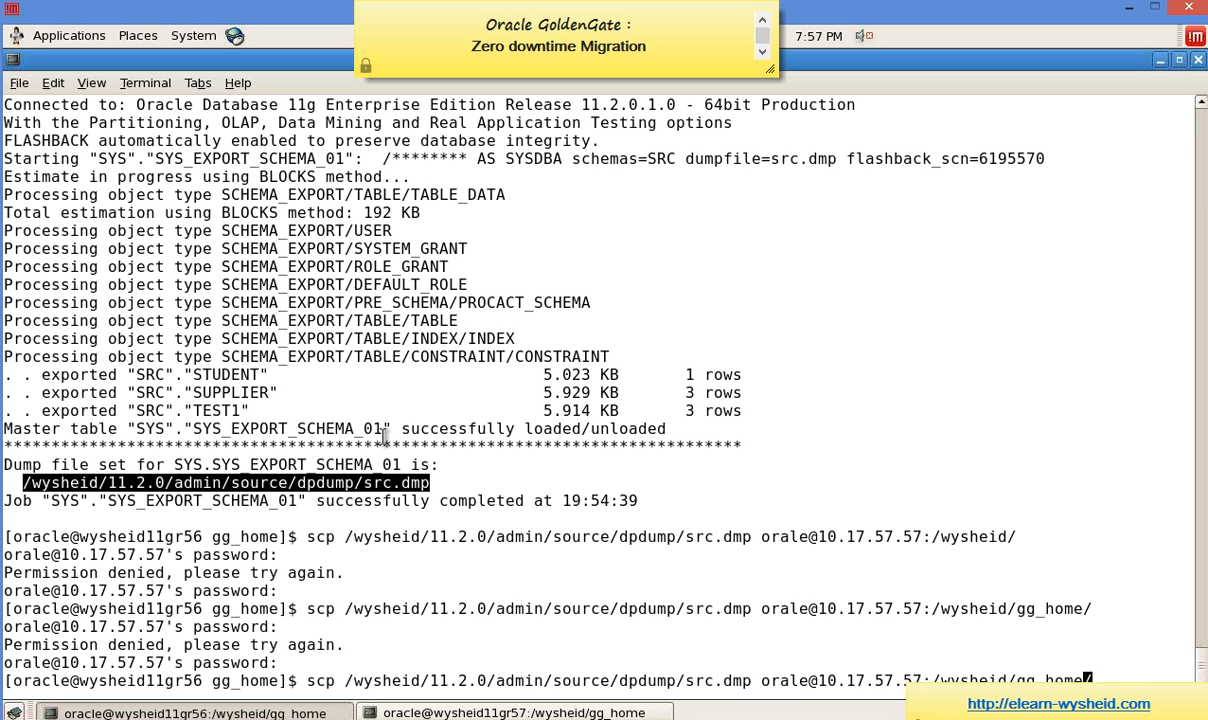 Oracle GoldenGate :
Zero downtime Migration
Applications Places System
7:57 PM
File Edit View Terminal Tabs Help
Connected to: Oracle Database 11g Enterprise Edition Release 11.2.0.1.0 - 64bit Production
With the Partitioning, OLAP, Data Mining and Real Application Testing options
FLASHBACK automatically enabled to preserve database integrity.
Starting "SYS"."SYS_EXPORT_SCHEMA_01":  /******** AS SYSDBA schemas=SRC dumpfile=src.dmp flashback_scn=6195570
Estimate in progress using BLOCKS method...
Processing object type SCHEMA_EXPORT/TABLE/TABLE_DATA
Total estimation using BLOCKS method: 192 KB
Processing object type SCHEMA_EXPORT/USER
Processing object type SCHEMA_EXPORT/SYSTEM_GRANT
Processing object type SCHEMA_EXPORT/ROLE_GRANT
Processing object type SCHEMA_EXPORT/DEFAULT_ROLE
Processing object type SCHEMA_EXPORT/PRE_SCHEMA/PROCACT_SCHEMA
Processing object type SCHEMA_EXPORT/TABLE/TABLE
Processing object type SCHEMA_EXPORT/TABLE/INDEX/INDEX
Processing object type SCHEMA_EXPORT/TABLE/CONSTRAINT/CONSTRAINT
. . exported "SRC"."STUDENT"                             5.023 KB       1 rows
. . exported "SRC"."SUPPLIER"                            5.929 KB       3 rows
. . exported "SRC"."TEST1"                               5.914 KB       3 rows
Master table "SYS"."SYS_EXPORT_SCHEMA_01" successfully loaded/unloaded
******************************************************************************
Dump file set for SYS.SYS_EXPORT_SCHEMA_01 is:
  /wysheid/11.2.0/admin/source/dpdump/src.dmp
Job "SYS"."SYS_EXPORT_SCHEMA_01" successfully completed at 19:54:39
[oracle@wysheid11gr56 gg_home]$ scp /wysheid/11.2.0/admin/source/dpdump/src.dmp orale@10.17.57.57:/wysheid/
orale@10.17.57.57's password:
Permission denied, please try again.
orale@10.17.57.57's password:
[oracle@wysheid11gr56 gg_home]$ scp /wysheid/11.2.0/admin/source/dpdump/src.dmp orale@10.17.57.57:/wysheid/gg_home/
orale@10.17.57.57's password:
Permission denied, please try again.
orale@10.17.57.57's password:
[oracle@wysheid11gr56 gg_home]$ scp /wysheid/11.2.0/admin/source/dpdump/src.dmp orale@10.17.57.57:/wysheid/gg_home/
http://elearn-wysheid.com
oracle@wysheid11gr56:/wysheid/gg_home
oracle@wysheid11gr57:/wysheid/gg_home